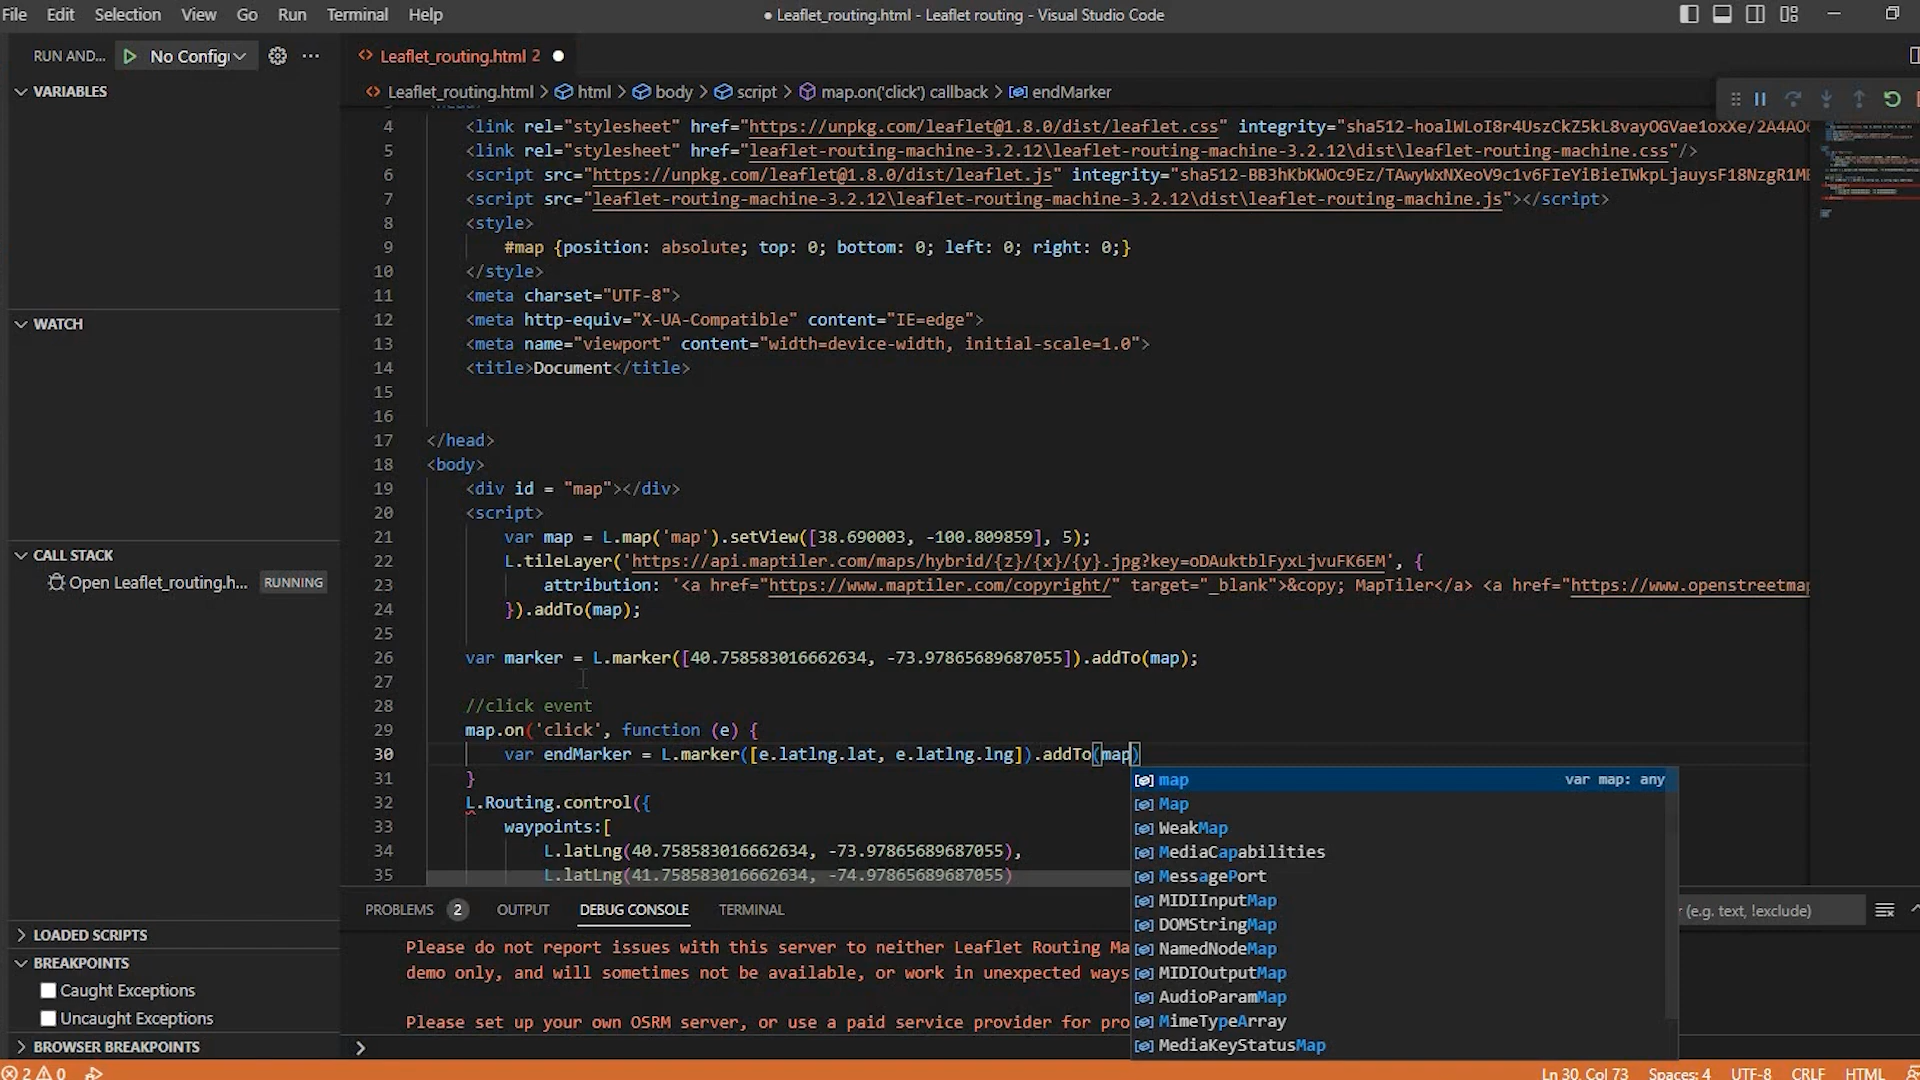 File Edit Selection View Go Run Terminal Help
● Leaflet_routing.html - Leaflet routing - Visual Studio Code
RUN AND... No Config
Leaflet_routing.html 2
VARIABLES
Leaflet_routing.html > html > body > script > map.on('click') callback > endMarker
4 <link rel="stylesheet" href="https://unpkg.com/leaflet@1.8.0/dist/leaflet.css" integrity="sha512-hoalWLoI8r4UszCkZ5kL8vayOGVae1oxXe/2A4AO6
5 <link rel="stylesheet" href="leaflet-routing-machine-3.2.12\leaflet-routing-machine-3.2.12\dist\leaflet-routing-machine.css"/>
6 <script src="https://unpkg.com/leaflet@1.8.0/dist/leaflet.js" integrity="sha512-BB3hKbKWOc9Ez/TAwyWxNXeoV9c1v6FIeYiBieIWkpLjauysF18NzgR1MB
7 <script src="leaflet-routing-machine-3.2.12\leaflet-routing-machine-3.2.12\dist\leaflet-routing-machine.js"></script>
8 <style>
9 #map {position: absolute; top: 0; bottom: 0; left: 0; right: 0;}
10 </style>
11 <meta charset="UTF-8">
12 <meta http-equiv="X-UA-Compatible" content="IE=edge">
13 <meta name="viewport" content="width=device-width, initial-scale=1.0">
14 <title>Document</title>
15
16
17 </head>
18 <body>
19 <div id = "map"></div>
20 <script>
21 var map = L.map('map').setView([38.690003, -100.809859], 5);
22 L.tileLayer('https://api.maptiler.com/maps/hybrid/{z}/{x}/{y}.jpg?key=oDAuktblFyxLjvuFK6EM', {
23 attribution: '<a href="https://www.maptiler.com/copyright/" target="_blank">&copy; MapTiler</a> <a href="https://www.openstreetmap
24 }).addTo(map);
25
26 var marker = L.marker([40.758583016662634, -73.97865689687055]).addTo(map);
27
28 //click event
29 map.on('click', function (e) {
30 var endMarker = L.marker([e.latlng.lat, e.latlng.lng]).addTo(map)
31 }
32 L.Routing.control({
33 waypoints:[
34 L.latLng(40.758583016662634, -73.97865689687055),
35 L.latLng(41.758583016662634, -74.97865689687055)
map var map: any
Map
WeakMap
MediaCapabilities
MessagePort
MIDIInputMap
DOMStringMap
NamedNodeMap
MIDIOutputMap
AudioParamMap
MimeTypeArray
MediaKeyStatusMap
WATCH
CALL STACK
Open Leaflet_routing.h... RUNNING
LOADED SCRIPTS
BREAKPOINTS
Caught Exceptions
Uncaught Exceptions
BROWSER BREAKPOINTS
PROBLEMS 2 OUTPUT DEBUG CONSOLE TERMINAL
(e.g. text, !exclude)
Please do not report issues with this server to neither Leaflet Routing Ma
demo only, and will sometimes not be available, or work in unexpected ways
Please set up your own OSRM server, or use a paid service provider for pro
2 0
Ln 30, Col 73 Spaces: 4 UTF-8 CRLF HTML